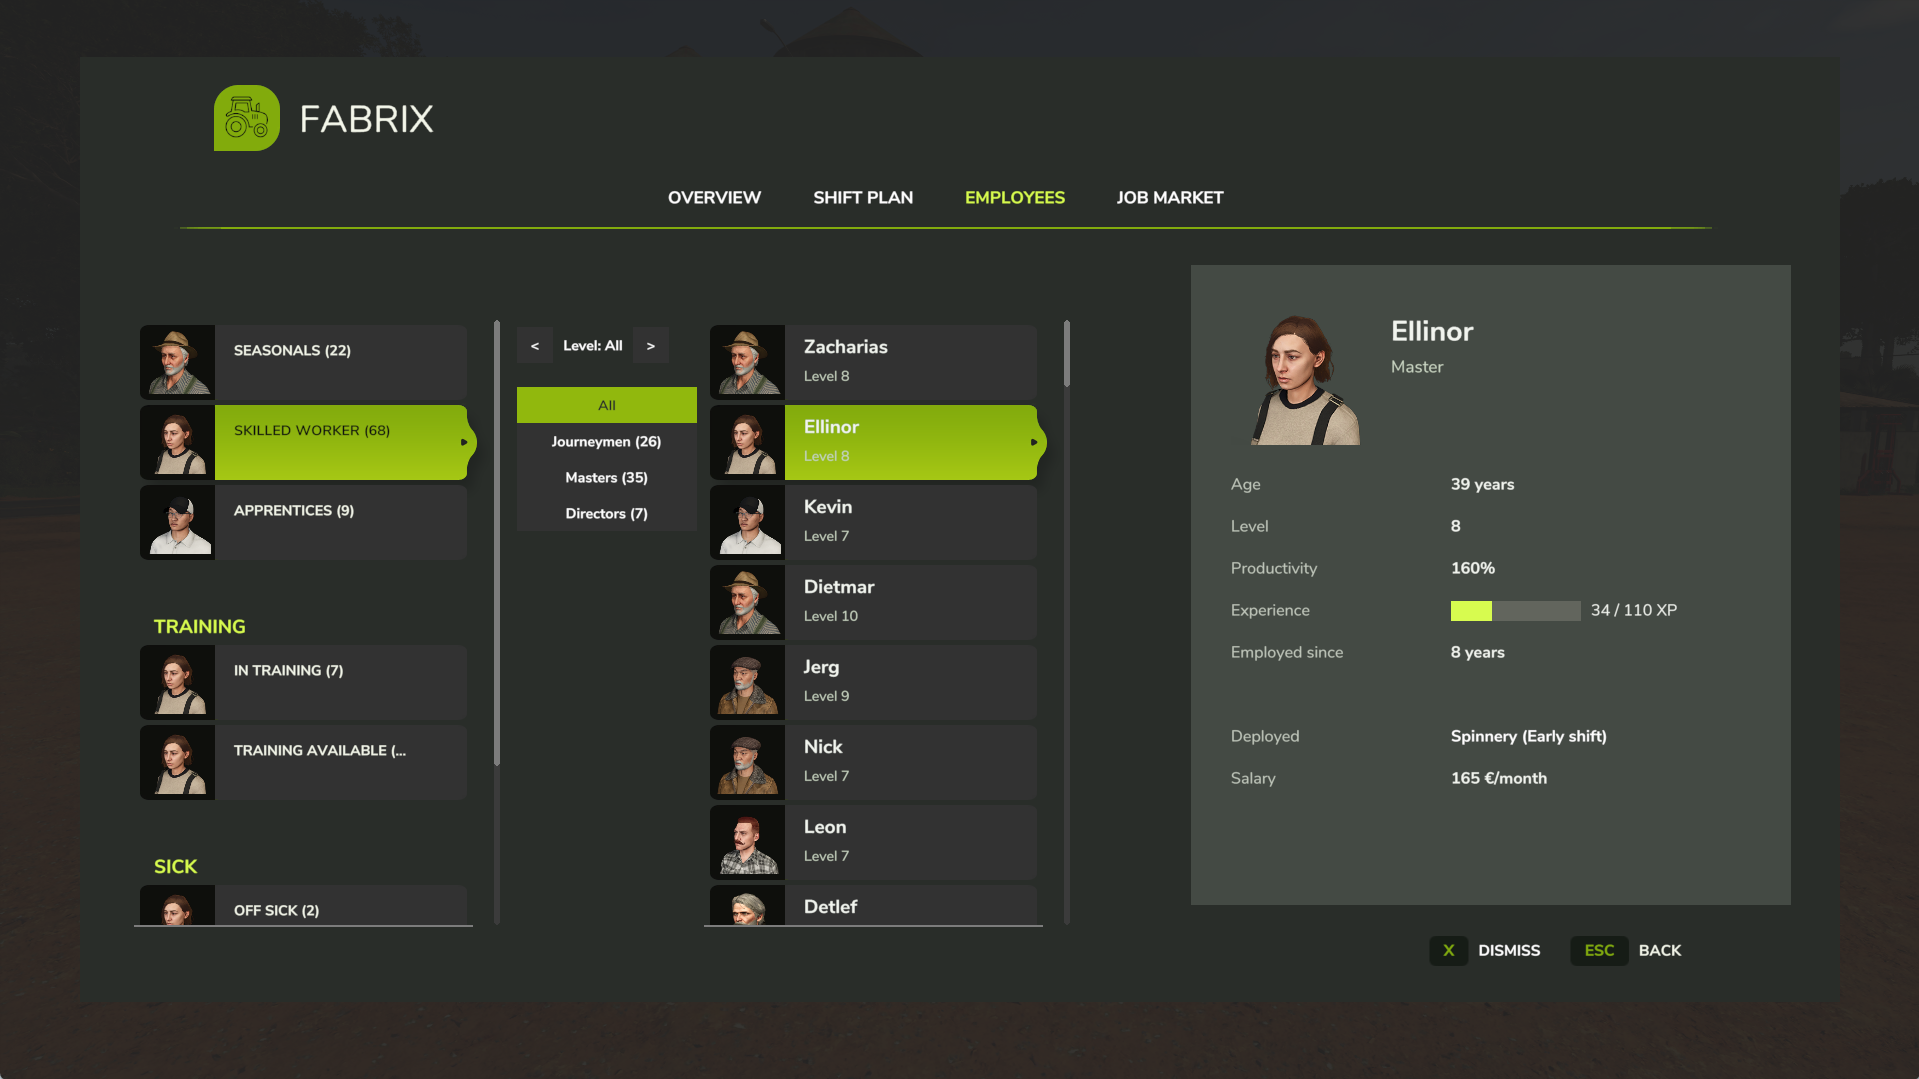 FABRIX
OVERVIEW
SHIFT PLAN
EMPLOYEES
JOB MARKET
SEASONALS (22)
SKILLED WORKER (68)
APPRENTICES (9)
TRAINING
IN TRAINING (7)
TRAINING AVAILABLE (...
SICK
OFF SICK (2)
<
Level: All
>
All
Journeymen (26)
Masters (35)
Directors (7)
Zacharias
Level 8
Ellinor
Level 8
Kevin
Level 7
Dietmar
Level 10
Jerg
Level 9
Nick
Level 7
Leon
Level 7
Detlef
Ellinor
Master
Age 39 years
Level 8
Productivity 160%
Experience 34 / 110 XP
Employed since 8 years
Deployed Spinnery (Early shift)
Salary 165 €/month
X DISMISS
ESC BACK